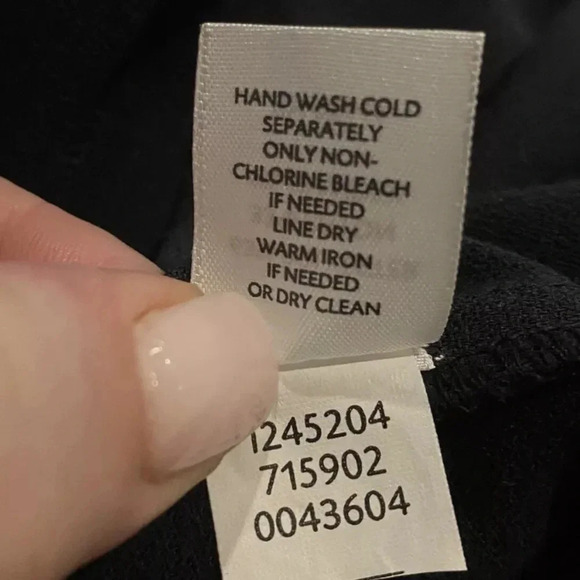 HAND WASH COLD
SEPARATELY
ONLY NON-
CHLORINE BLEACH
IF NEEDED
LINE DRY
WARM IRON
IF NEEDED
OR DRY CLEAN
1245204
715902
0043604